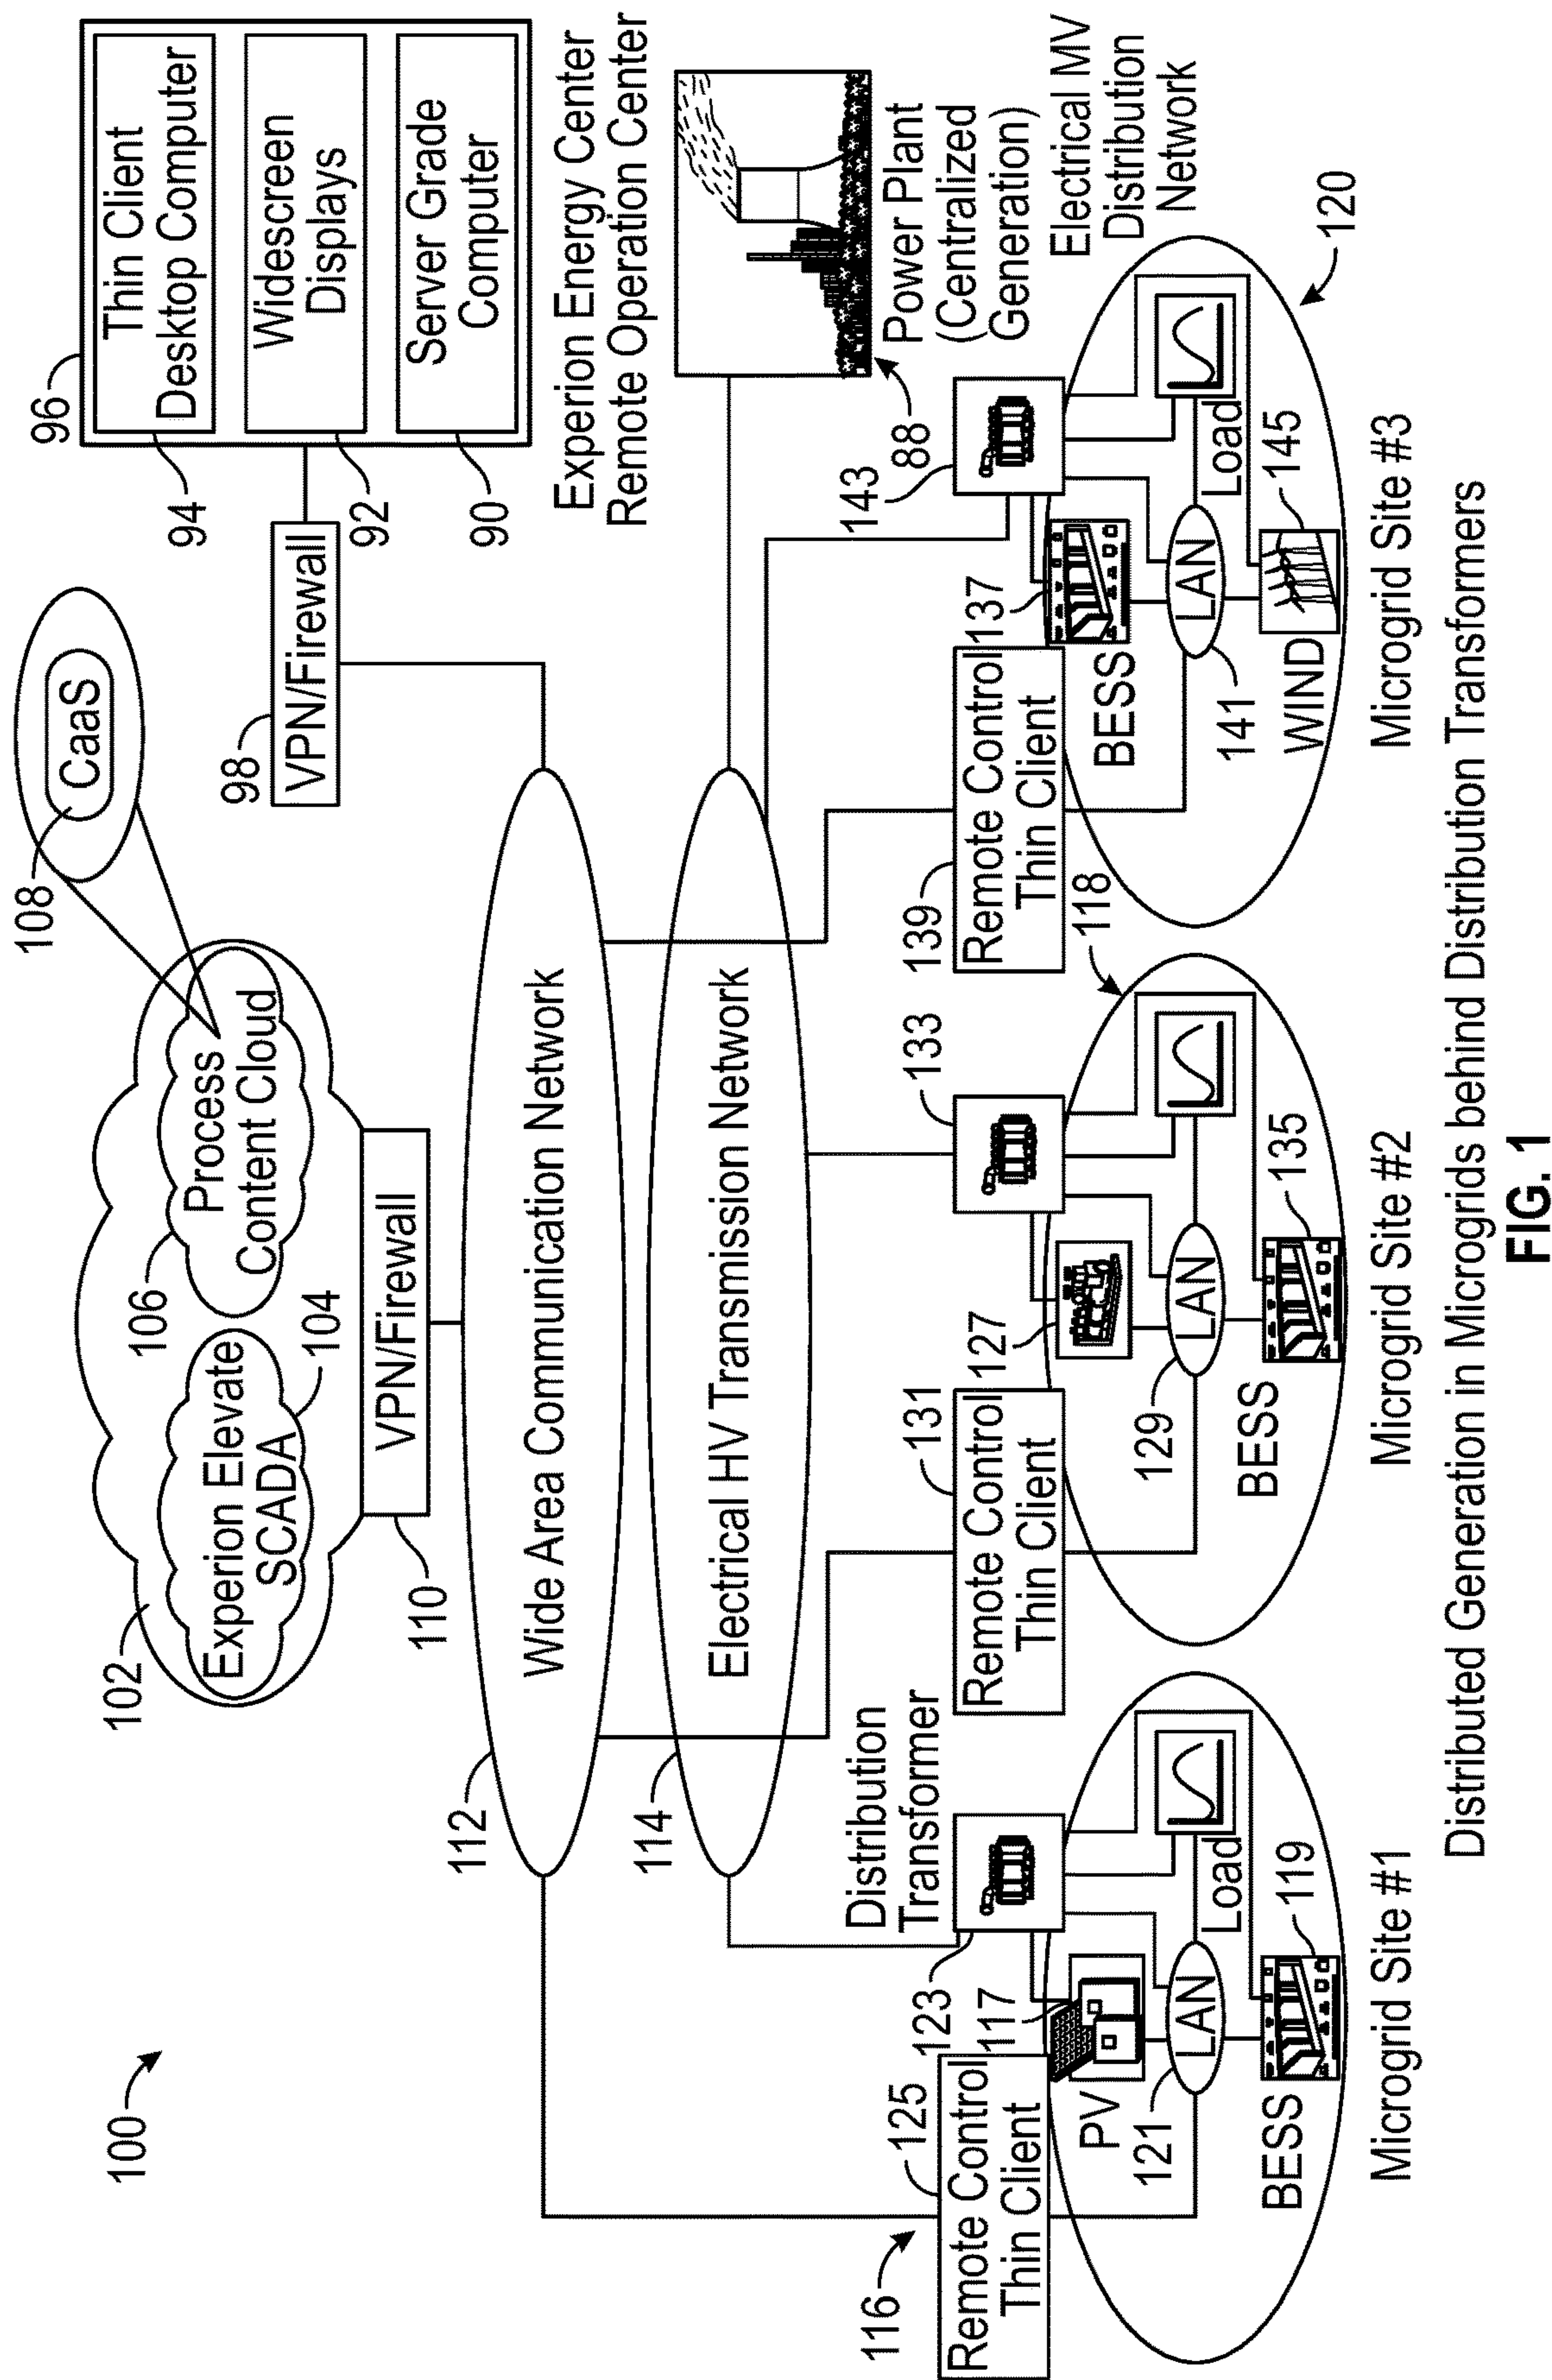 100
102
Experion Elevate
SCADA
104
106
Process
Content Cloud
108
CaaS
110
VPN/Firewall
98
VPN/Firewall
96
94
Thin Client
Desktop Computer
92
Widescreen
Displays
90
Server Grade
Computer
Experion Energy Center
Remote Operation Center
112
Wide Area Communication Network
114
Electrical HV Transmission Network
88
Power Plant
(Centralized
Generation)
Electrical MV
Distribution
Network
116
125
Remote Control
Thin Client
Distribution
Transformer
123
117
PV
121
LAN
Load
BESS
119
Microgrid Site #1
131
Remote Control
Thin Client
133
118
127
129
LAN
BESS
135
Microgrid Site #2
139
Remote Control
Thin Client
143
137
BESS
141
LAN
Load
WIND
145
120
Microgrid Site #3
Distributed Generation in Microgrids behind Distribution Transformers
FIG. 1